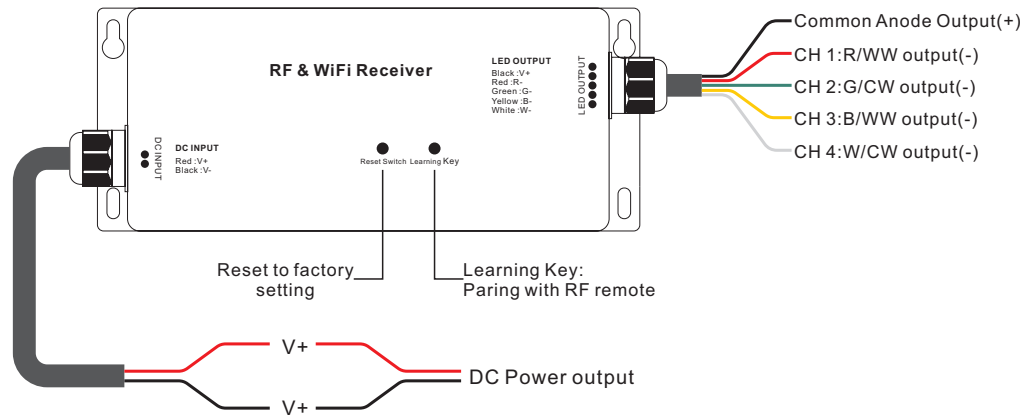 Common Anode Output(+)
CH 1:R/WW output(-)
CH 2:G/CW output(-)
CH 3:B/WW output(-)
CH 4:W/CW output(-)
RF & WiFi Receiver
LED OUTPUT
Black :V+
Red :R-
Green :G-
Yellow :B-
White :W-
LED OUTPUT
DC INPUT
DC INPUT
Red :V+
Black :V-
Reset Switch
Learning Key
Reset to factory
setting
Learning Key:
Paring with RF remote
V+
DC Power output
V+